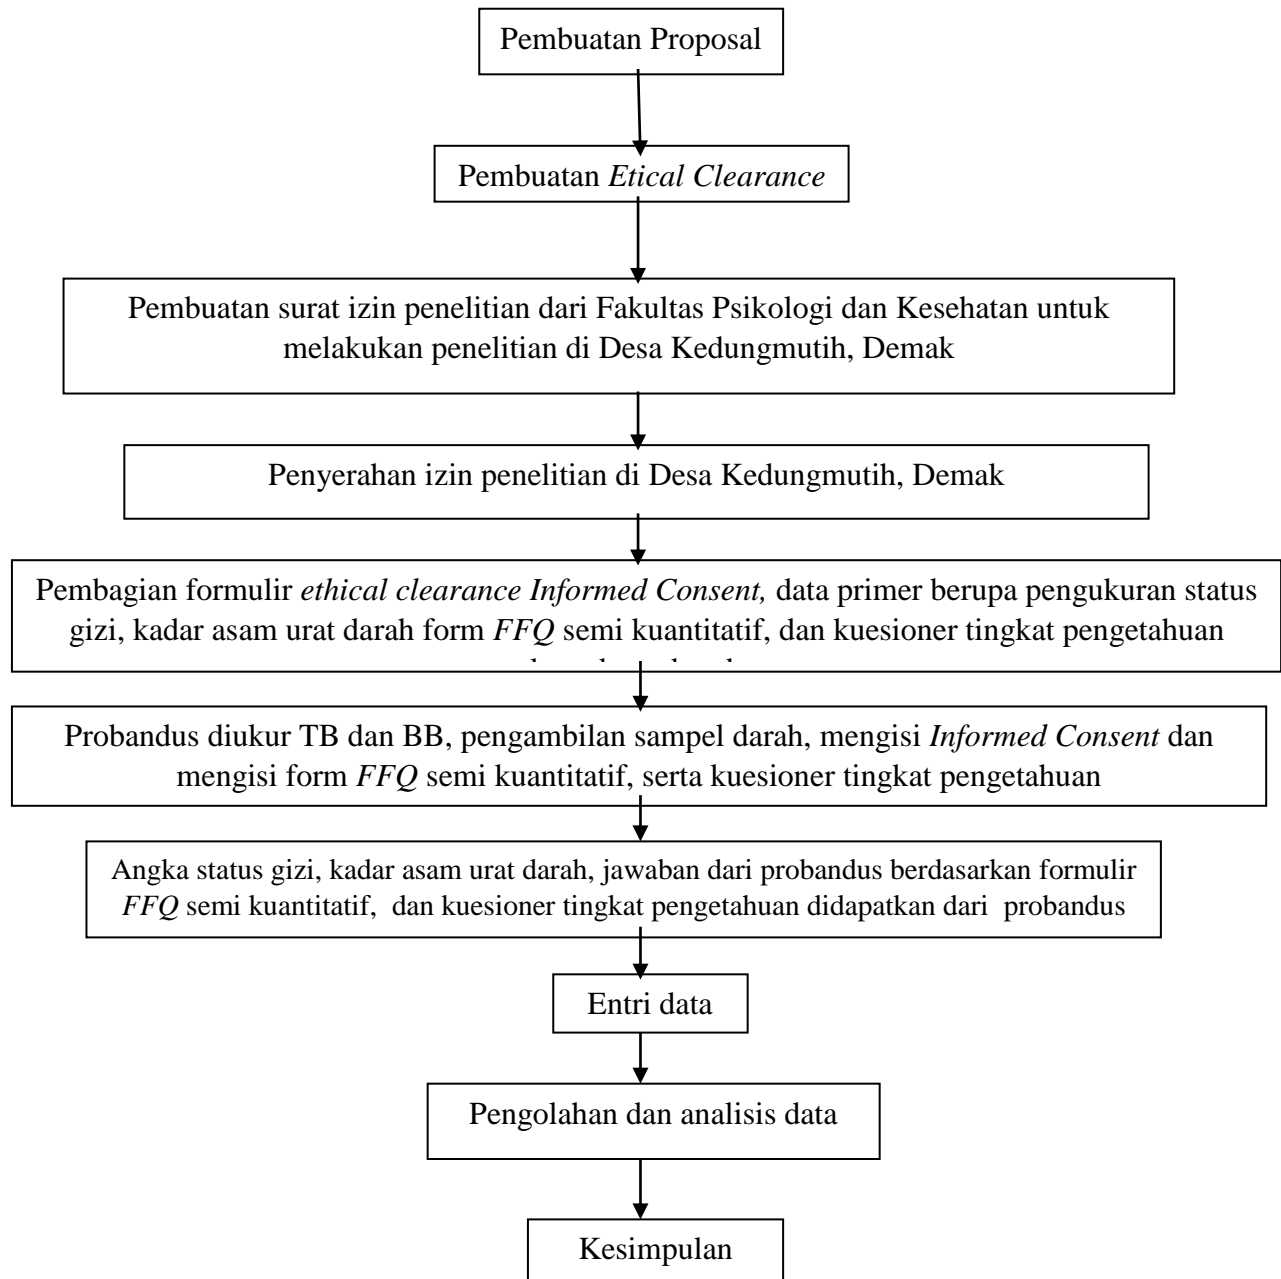 Pembuatan Proposal
Pembuatan Etical Clearance
Pembuatan surat izin penelitian dari Fakultas Psikologi dan Kesehatan untuk
melakukan penelitian di Desa Kedungmutih, Demak
Penyerahan izin penelitian di Desa Kedungmutih, Demak
Pembagian formulir ethical clearance Informed Consent, data primer berupa pengukuran status
gizi, kadar asam urat darah form FFQ semi kuantitatif, dan kuesioner tingkat pengetahuan
Probandus diukur TB dan BB, pengambilan sampel darah, mengisi Informed Consent dan
mengisi form FFQ semi kuantitatif, serta kuesioner tingkat pengetahuan
Angka status gizi, kadar asam urat darah, jawaban dari probandus berdasarkan formulir
FFQ semi kuantitatif, dan kuesioner tingkat pengetahuan didapatkan dari probandus
Entri data
Pengolahan dan analisis data
Kesimpulan